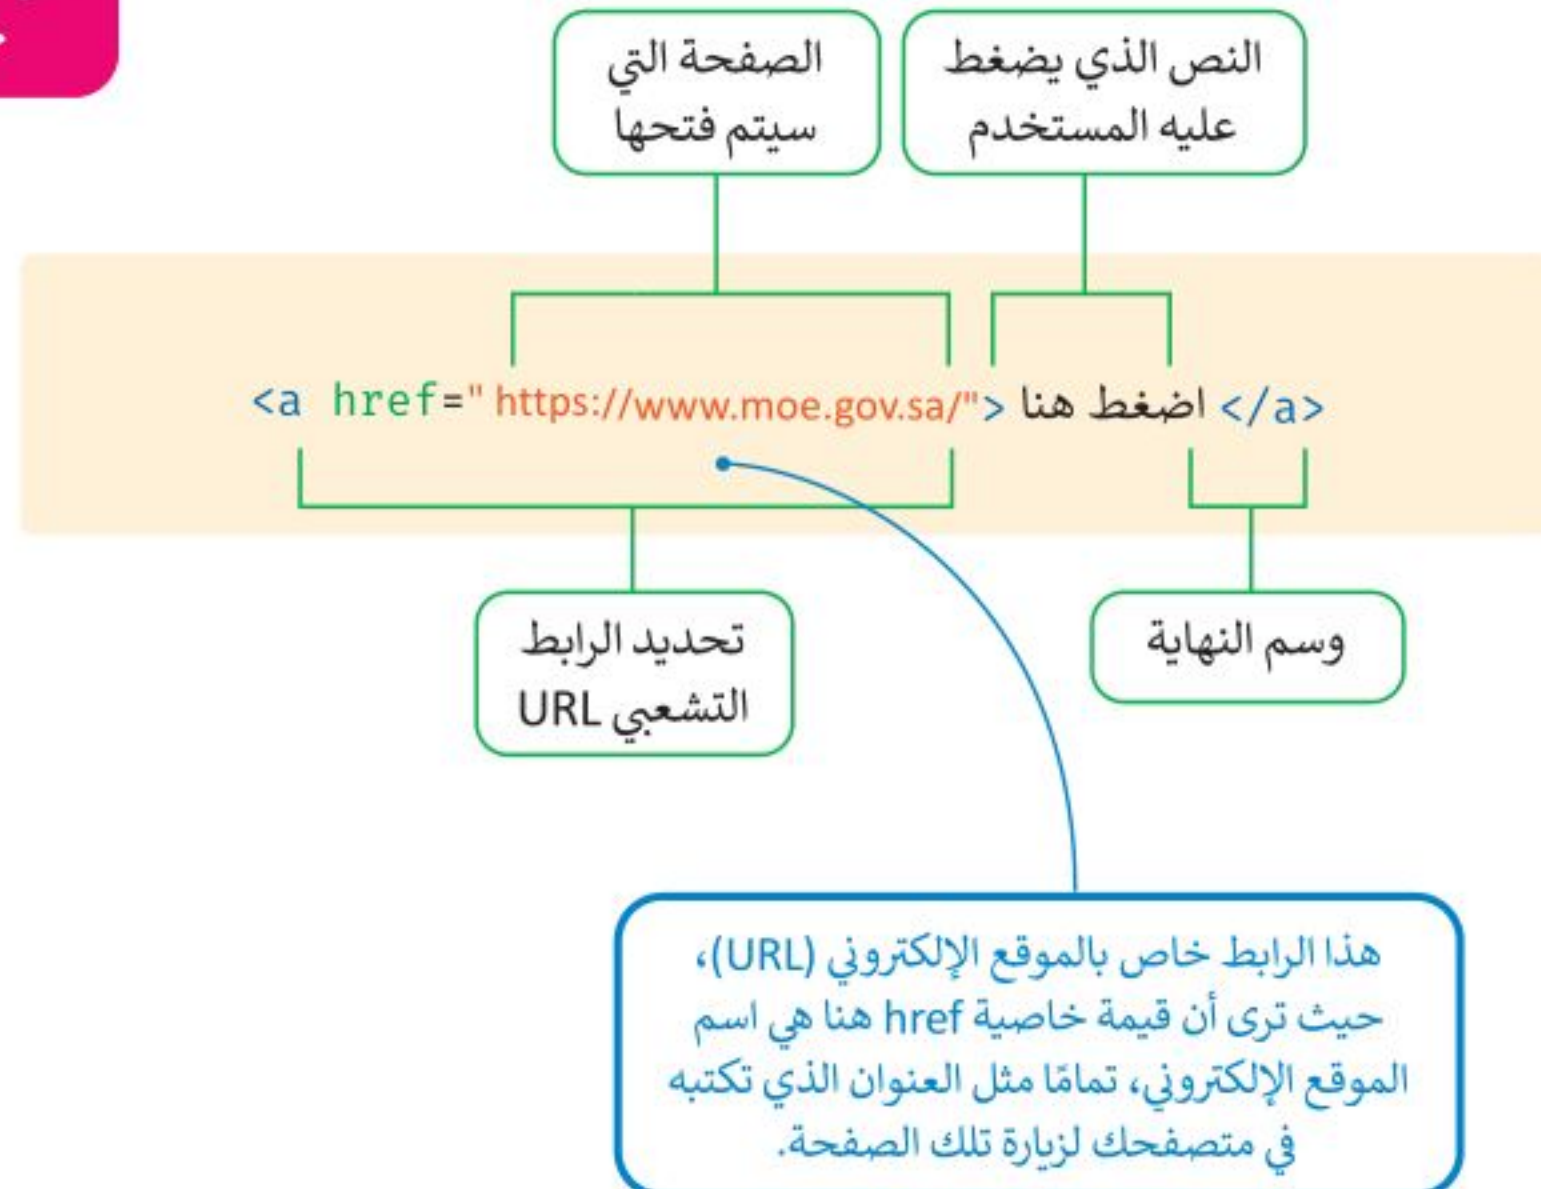 النص الذي يضغط
عليه المستخدم
الصفحة التي
سيتم فتحها
<a href=" https://www.moe.gov.sa/"> اضغط هنا </a>
وسم النهاية
تحديد الرابط
التشعبي URL
هذا الرابط خاص بالموقع الإلكتروني (URL)،
حيث ترى أن قيمة خاصية href هنا هي اسم
الموقع الإلكتروني، تمامًا مثل العنوان الذي تكتبه
في متصفحك لزيارة تلك الصفحة.